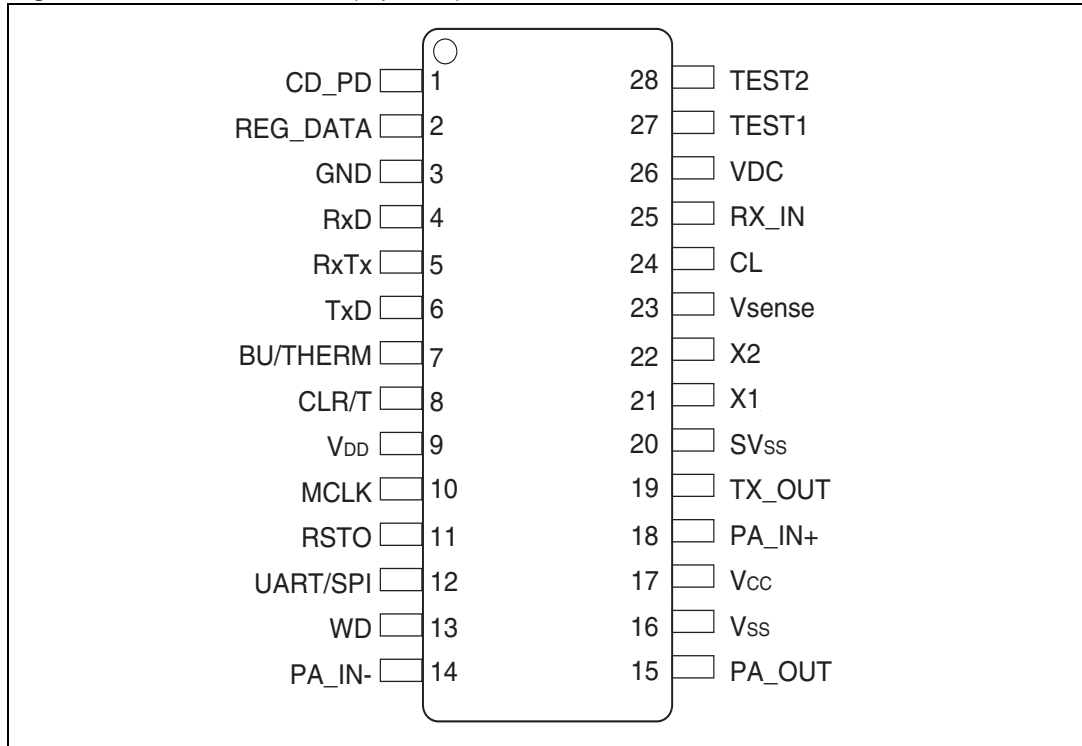 CD_PD 1 28 TEST2
REG_DATA 2 27 TEST1
GND 3 26 VDC
RxD 4 25 RX_IN
RxTx 5 24 CL
TxD 6 23 Vsense
BU/THERM 7 22 X2
CLR/T 8 21 X1
VDD 9 20 SVss
MCLK 10 19 TX_OUT
RSTO 11 18 PA_IN+
UART/SPI 12 17 Vcc
WD 13 16 Vss
PA_IN- 14 15 PA_OUT